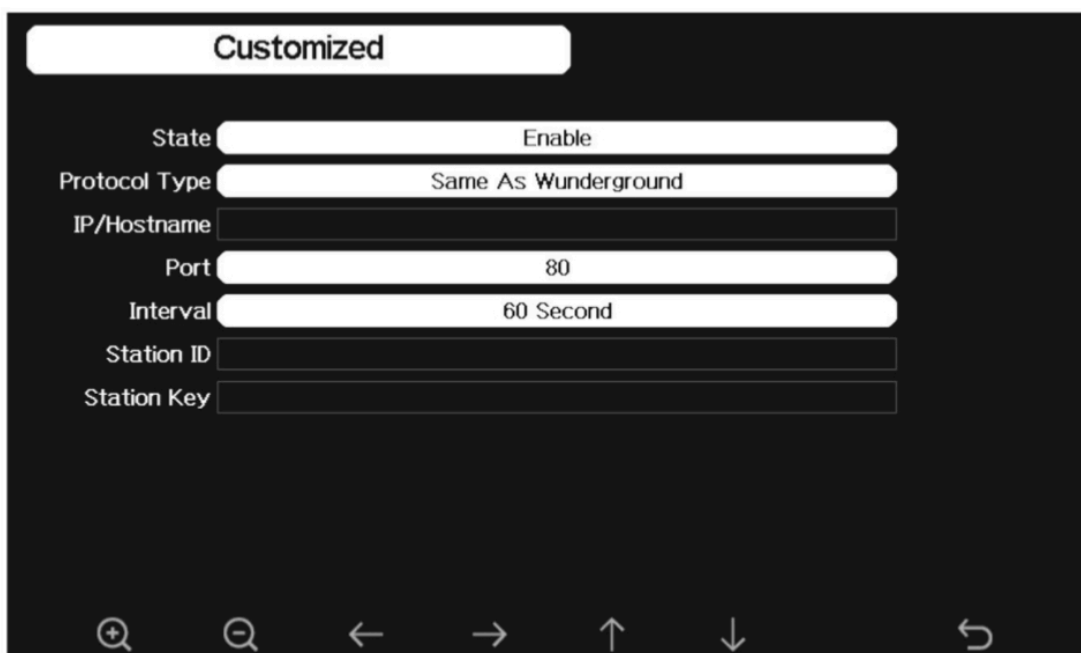 Customized
State Enable
Protocol Type Same As Wunderground
IP/Hostname
Port 80
Interval 60 Second
Station ID
Station Key